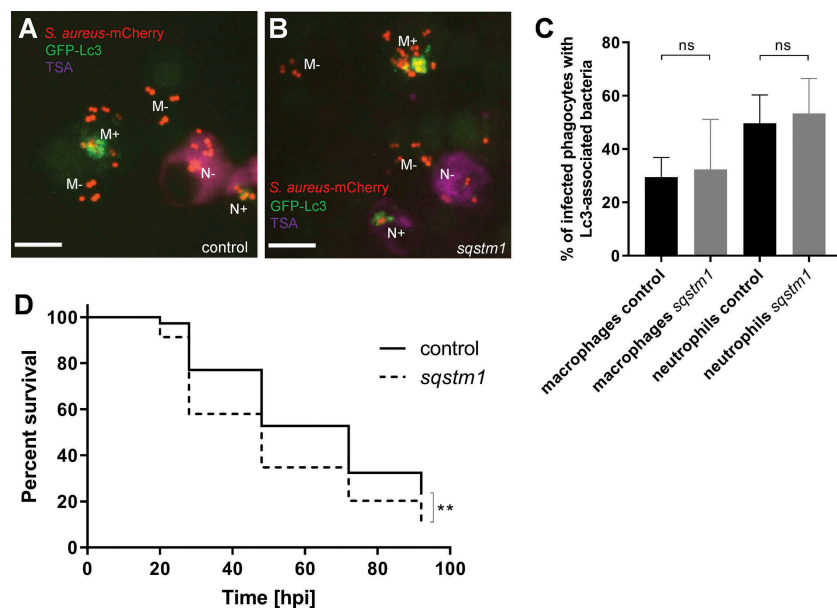 A
S. aureus-mCherry
GFP-Lc3
TSA
M-
M+
M-
N-
N+
control
B
M+
M-
M-
N-
S. aureus-mCherry
GFP-Lc3
TSA
N+
sqstm1
C
% of infected phagocytes with
Lc3-associated bacteria
80
60
40
20
0
ns
ns
macrophages control
macrophages sqstm1
neutrophils control
neutrophils sqstm1
D
Percent survival
100
80
60
40
20
0
control
sqstm1
**
0 20 40 60 80 100
Time [hpi]